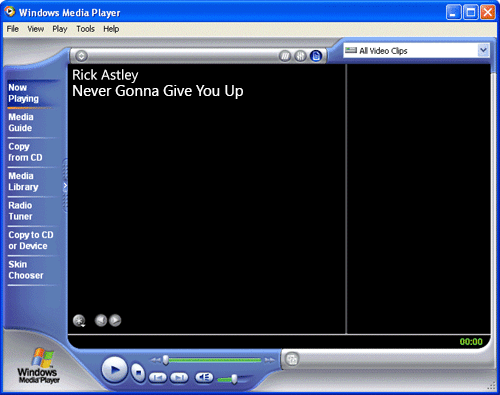 Windows Media Player
File View Play Tools Help
All Video Clips
Now
Playing
Media
Guide
Copy
from CD
Media
Library
Radio
Tuner
Copy to CD
or Device
Skin
Chooser
Rick Astley
Never Gonna Give You Up
00:00
Windows
Media Player